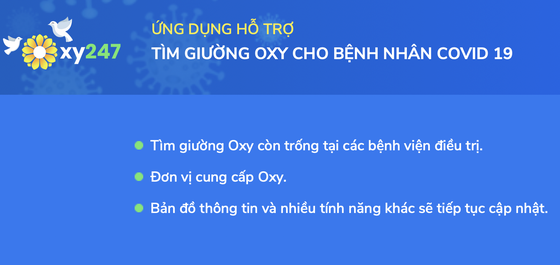 Oxy247
ỨNG DỤNG HỖ TRỢ
TÌM GIƯỜNG OXY CHO BỆNH NHÂN COVID 19
Tìm giường Oxy còn trống tại các bệnh viện điều trị.
Đơn vị cung cấp Oxy.
Bản đồ thông tin và nhiều tính năng khác sẽ tiếp tục cập nhật.